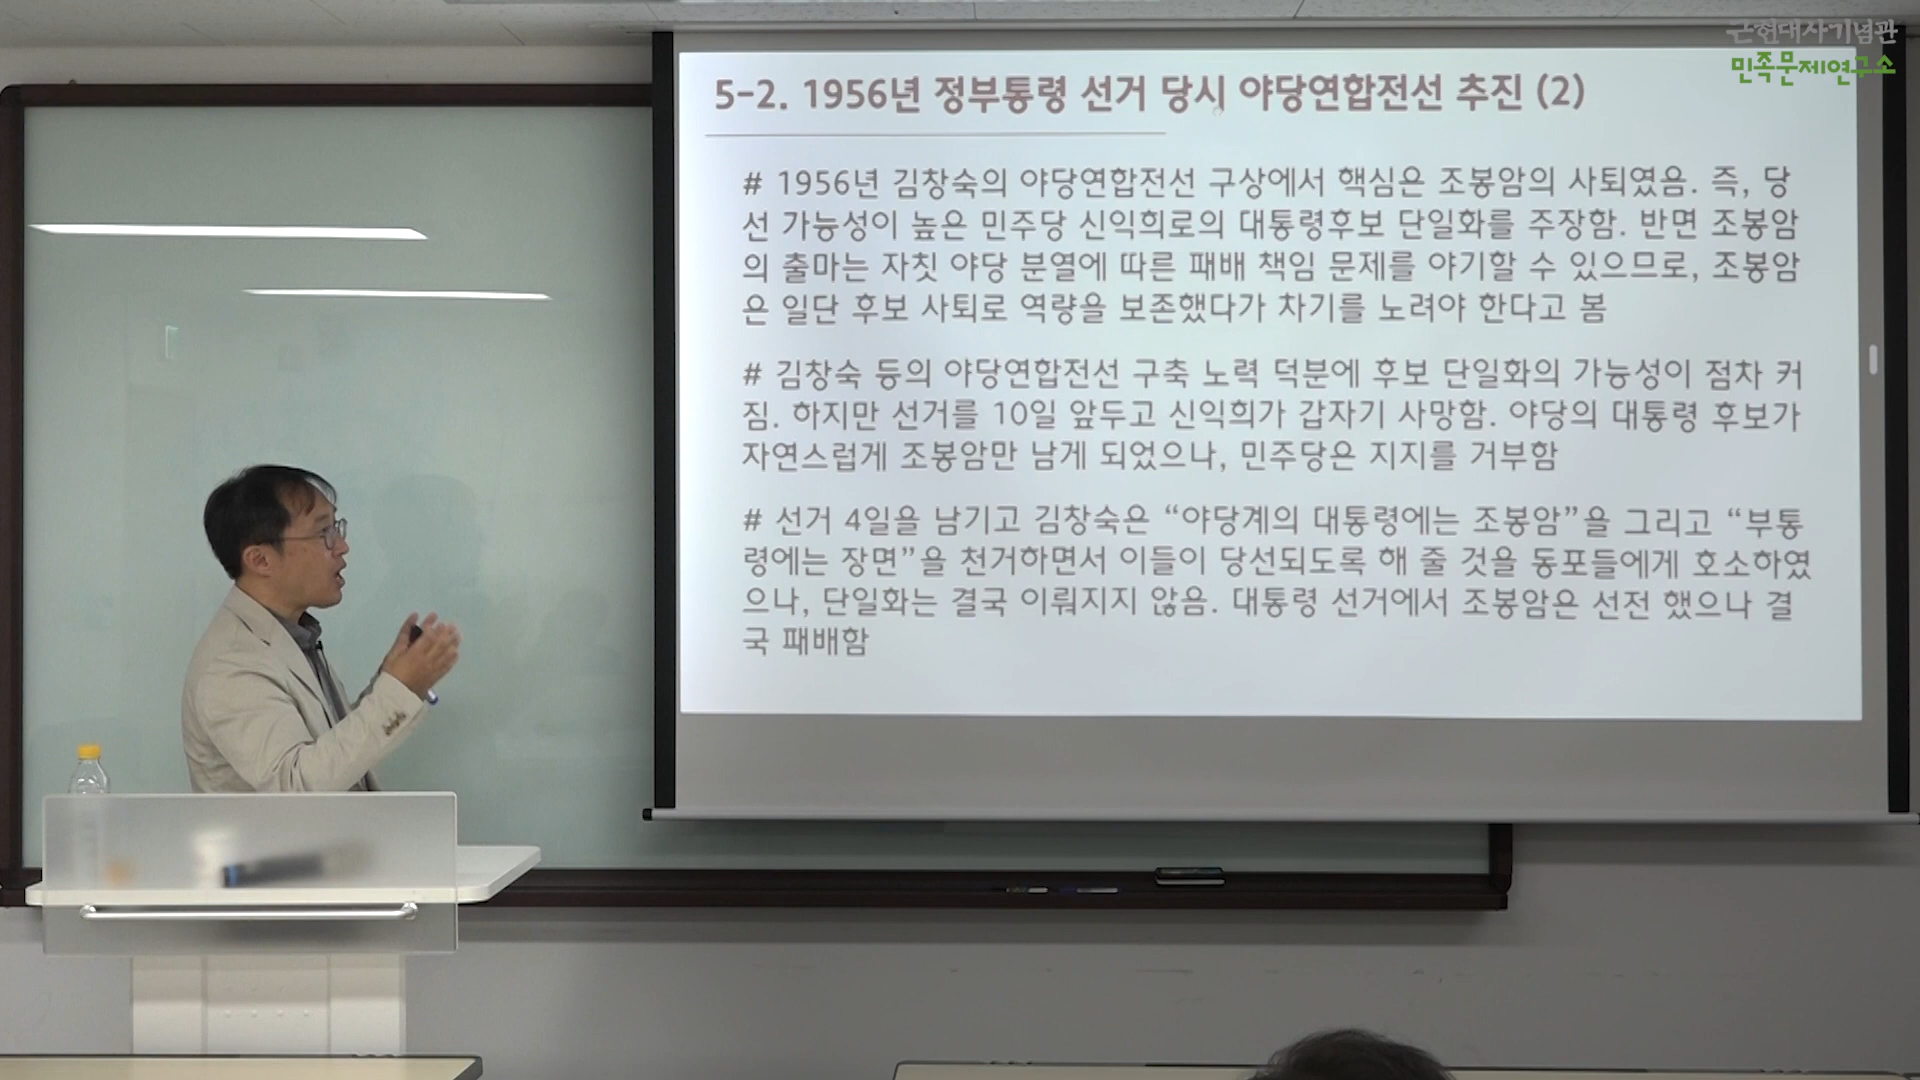 근현대사기념관
민족문제연구소
5-2. 1956년 정부통령 선거 당시 야당연합전선 추진 (2)
# 1956년 김창숙의 야당연합전선 구상에서 핵심은 조봉암의 사퇴였음. 즉, 당
선 가능성이 높은 민주당 신익희로의 대통령후보 단일화를 주장함. 반면 조봉암
의 출마는 자칫 야당 분열에 따른 패배 책임 문제를 야기할 수 있으므로, 조봉암
은 일단 후보 사퇴로 역량을 보존했다가 차기를 노려야 한다고 봄
# 김창숙 등의 야당연합전선 구축 노력 덕분에 후보 단일화의 가능성이 점차 커
짐. 하지만 선거를 10일 앞두고 신익희가 갑자기 사망함. 야당의 대통령 후보가
자연스럽게 조봉암만 남게 되었으나, 민주당은 지지를 거부함
# 선거 4일을 남기고 김창숙은 “야당계의 대통령에는 조봉암”을 그리고 “부통
령에는 장면”을 천거하면서 이들이 당선되도록 해 줄 것을 동포들에게 호소하였
으나, 단일화는 결국 이뤄지지 않음. 대통령 선거에서 조봉암은 선전 했으나 결
국 패배함